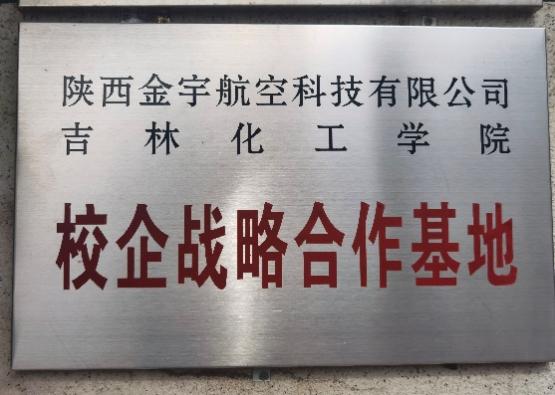 陕西金宇航空科技有限公司
吉林化工学院
校企战略合作基地